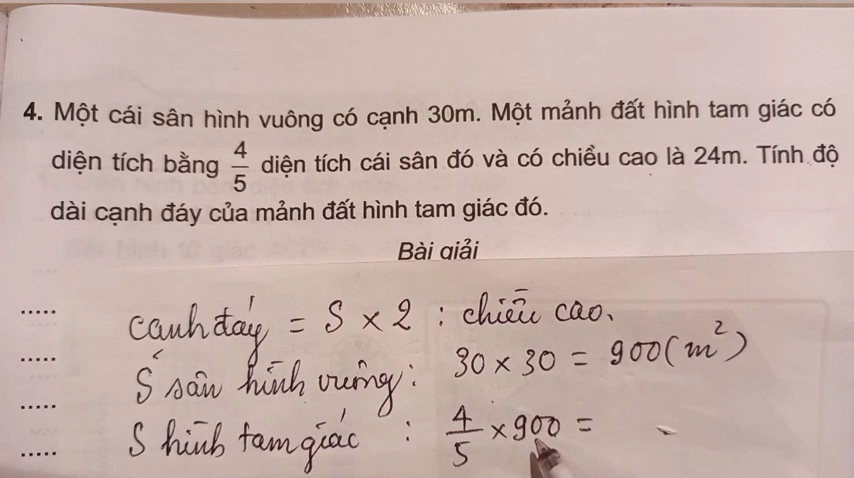 4. Một cái sân hình vuông có cạnh 30m. Một mảnh đất hình tam giác có
diện tích bằng 4/5 diện tích cái sân đó và có chiều cao là 24m. Tính độ
dài cạnh đáy của mảnh đất hình tam giác đó.
Bài giải
..... cạnh đáy = S × 2 : chiều cao.
..... S sân hình vuông: 30 × 30 = 900 (m²)
..... S hình tam giác : 4/5 × 900 =
.....